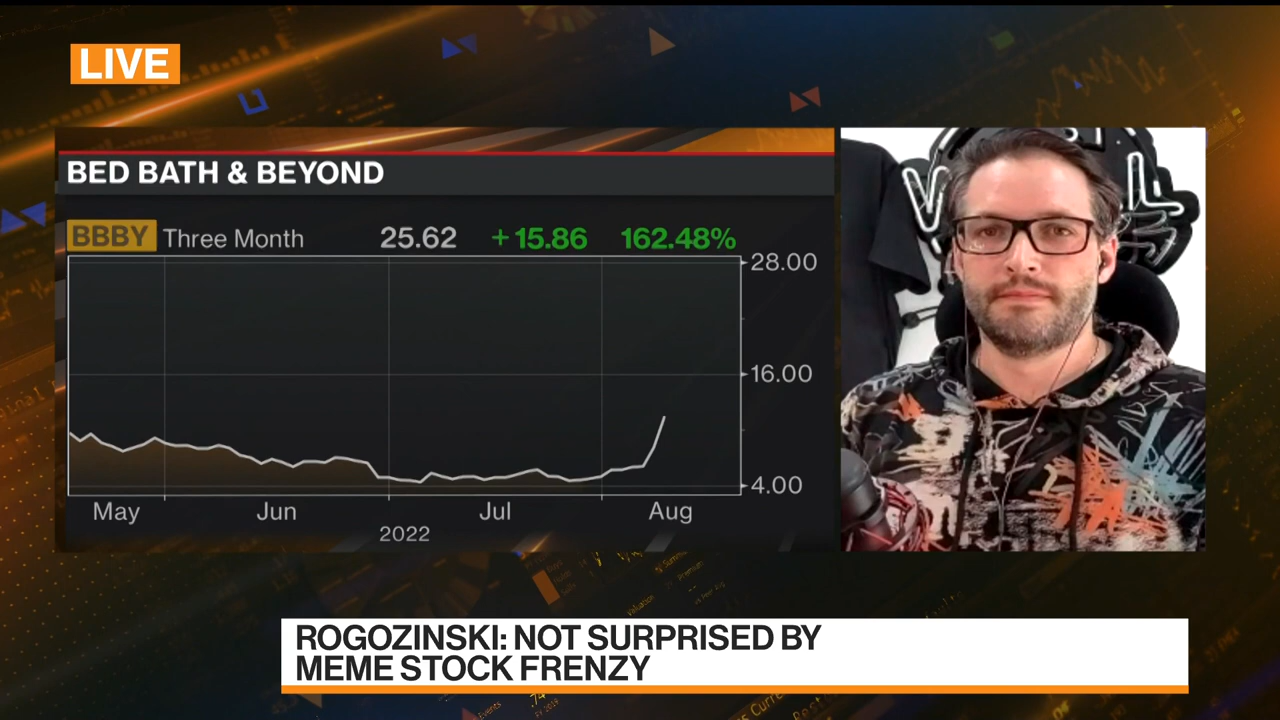 LIVE
BED BATH & BEYOND
BBBY Three Month 25.62 +15.86 162.48%
28.00
16.00
4.00
May Jun Jul Aug
2022
ROGOZINSKI: NOT SURPRISED BY
MEME STOCK FRENZY